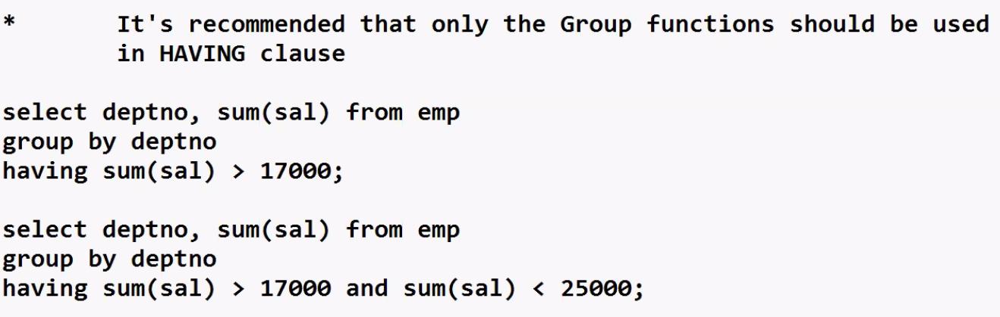 * It's recommended that only the Group functions should be used
in HAVING clause
select deptno, sum(sal) from emp
group by deptno
having sum(sal) > 17000;
select deptno, sum(sal) from emp
group by deptno
having sum(sal) > 17000 and sum(sal) < 25000;